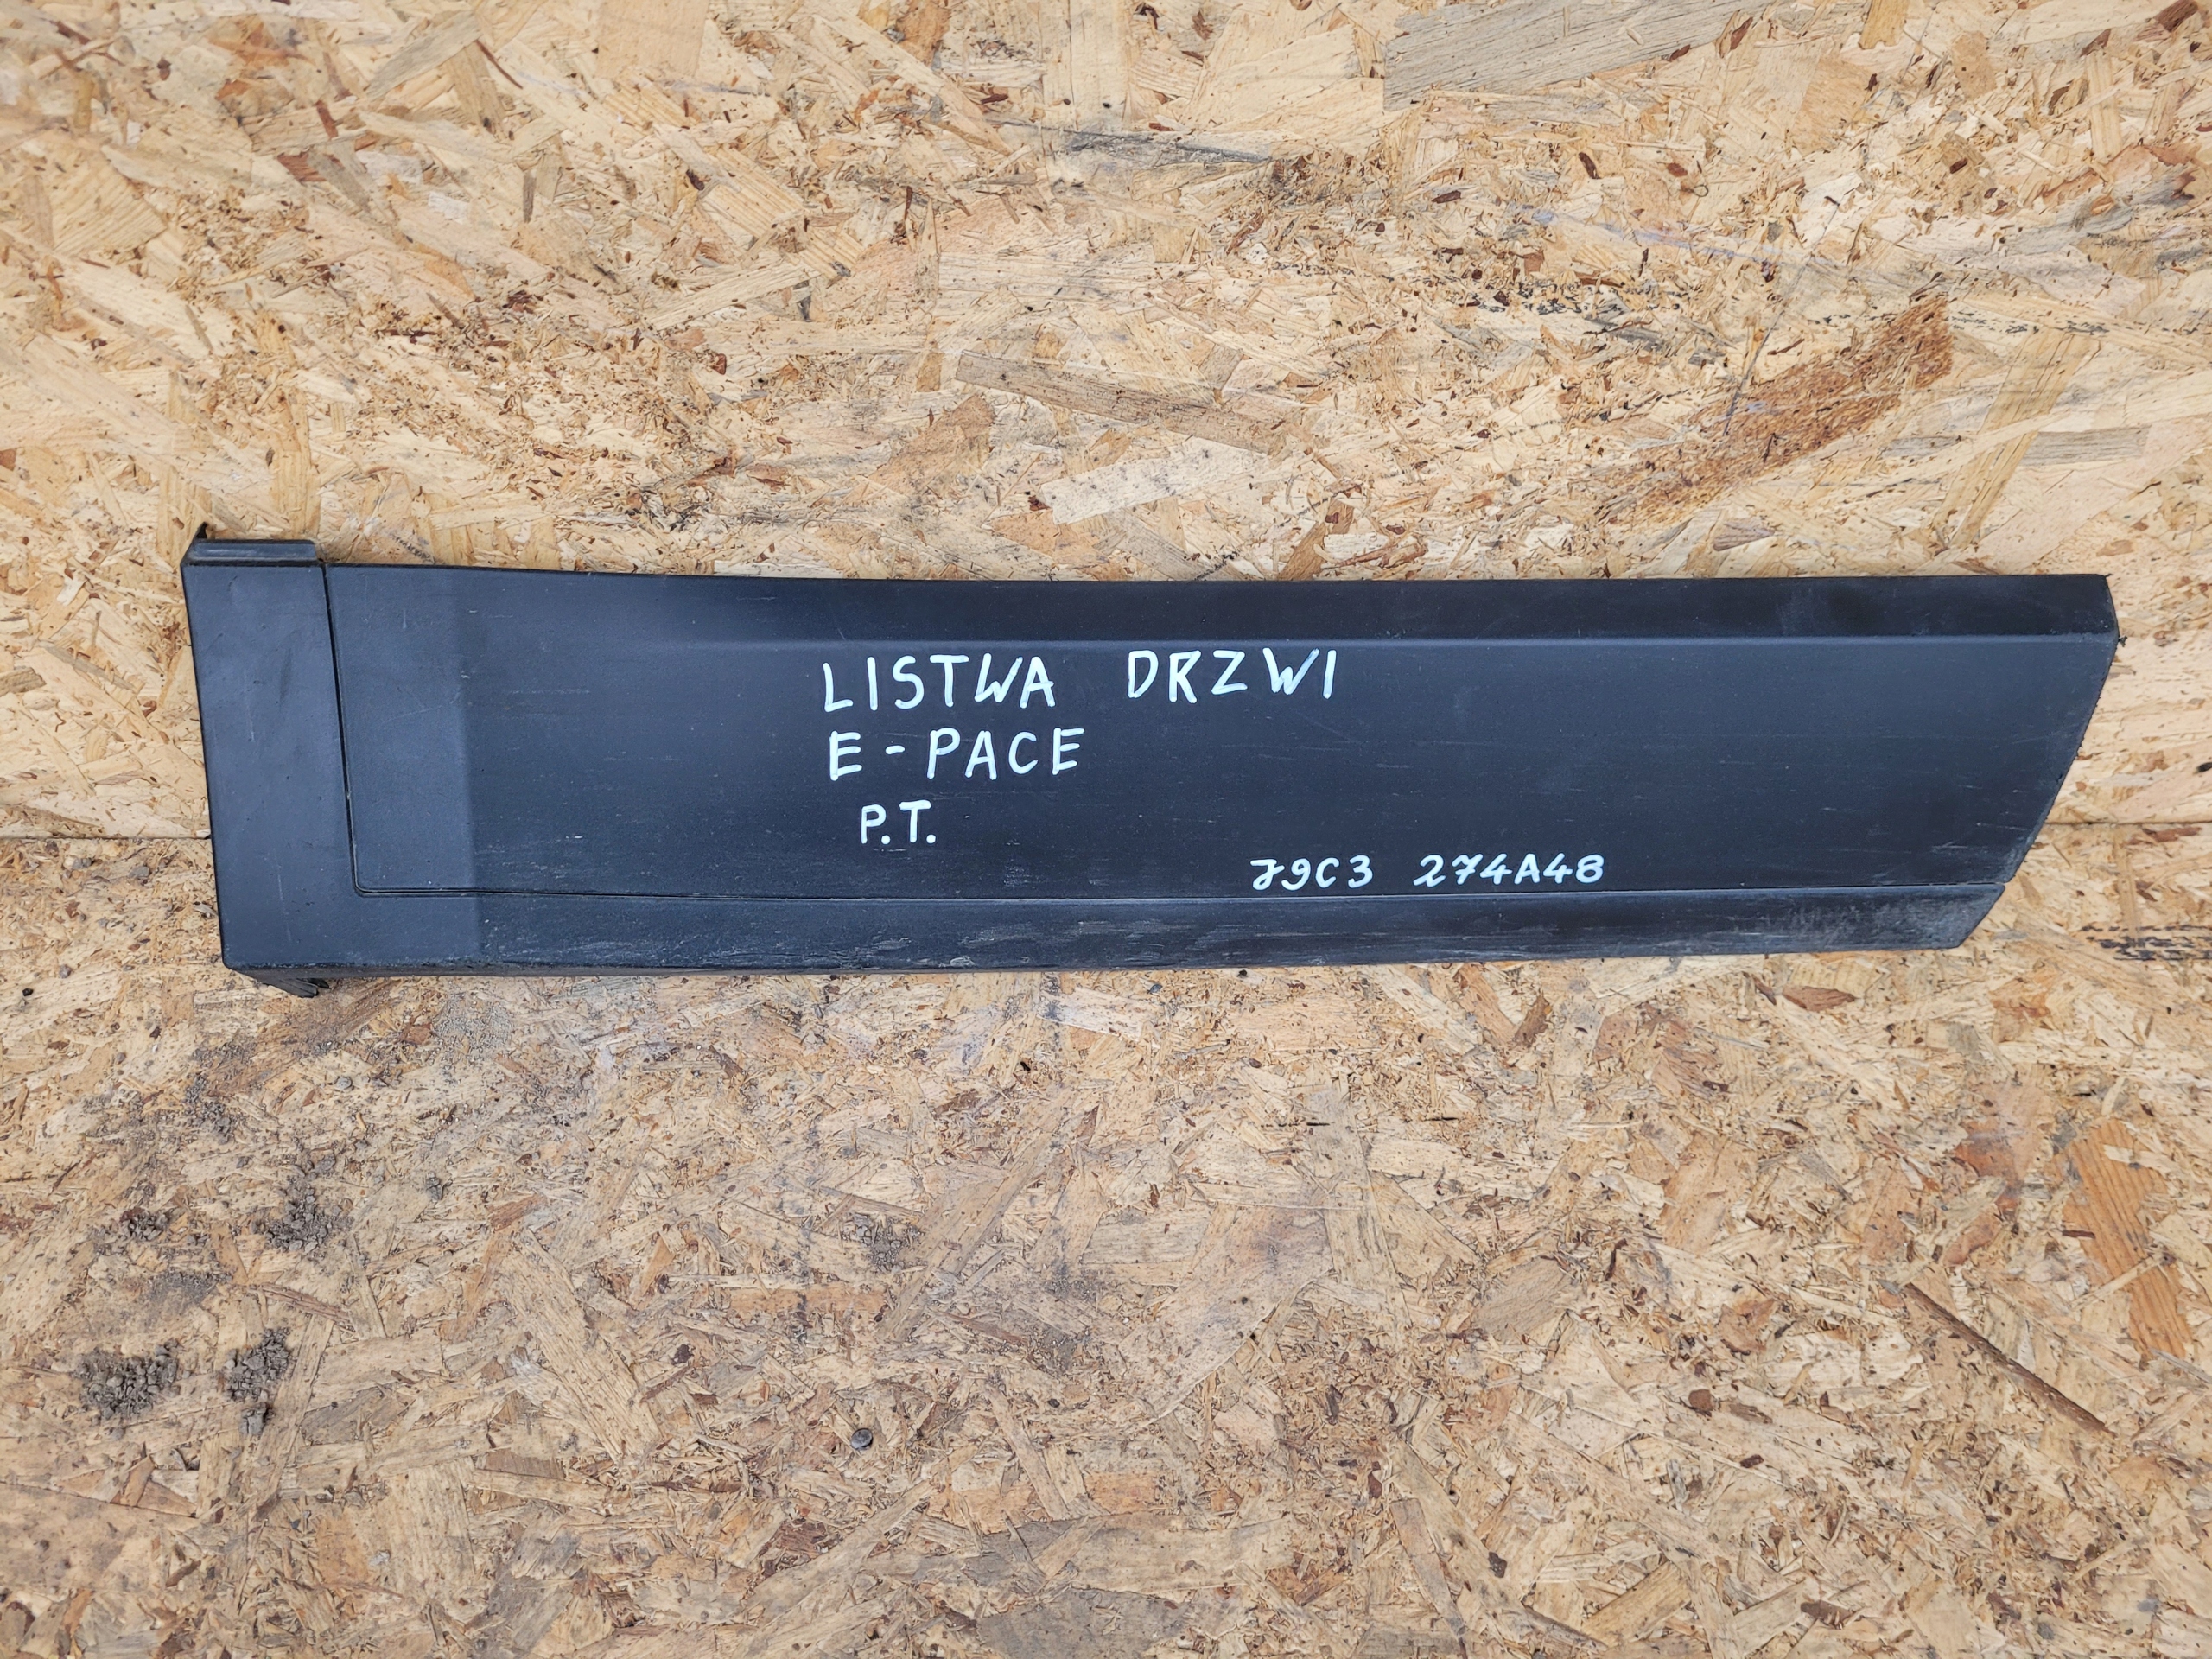 LISTWA DRZWI
E-PACE
P.T.
J9C3 274A48